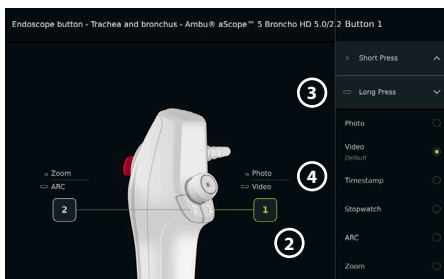 Endoscope button - Trachea and bronchus - Ambu® aScope™ 5 Broncho HD 5.0/2.2
Button 1
Short Press
3
Long Press
Photo
Video
Default
Zoom
ARC
Photo
Video
4
Timestamp
2
1
Stopwatch
2
ARC
Zoom